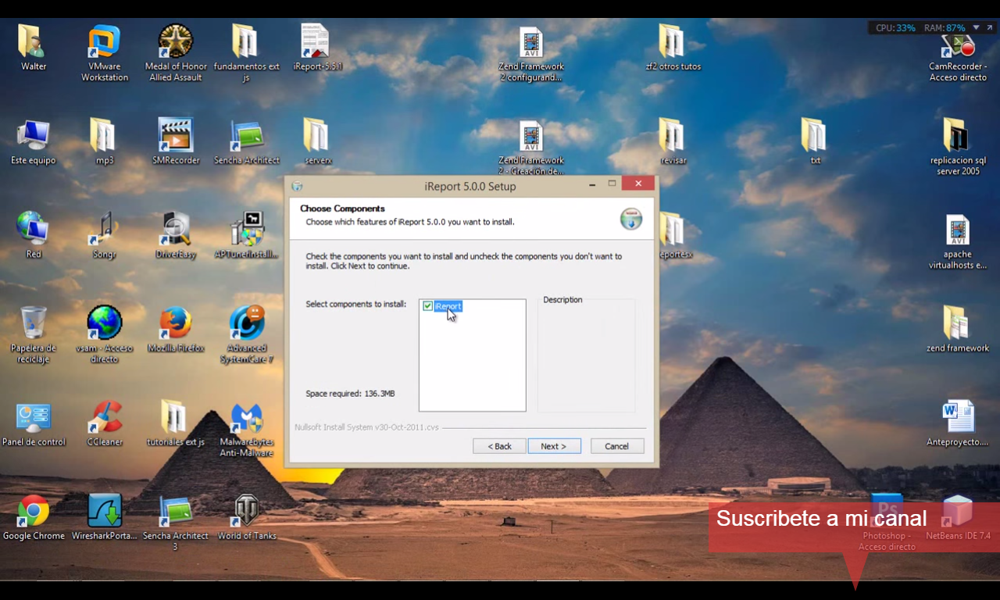 CPU: 33% RAM: 87%
Walter
VMware
Workstation
Medal of Honor
Allied Assault
fundamentos ext
js
iReport-5.5.1
Zend Framework
2 configurand...
zf2 otros tutos
CamRecorder -
Acceso directo
Este equipo
mp3
SMRecorder
Sencha Architect
serverx
Zend Framework
2 - Creación de...
revisar
txt
replicacion sql
server 2005
iReport 5.0.0 Setup
Choose Components
Choose which features of iReport 5.0.0 you want to install.
Check the components you want to install and uncheck the components you don't want to
install. Click Next to continue.
Select components to install:
iReport
Description
Space required: 136.3MB
Nullsoft Install System v30-Oct-2011.cvs
< Back
Next >
Cancel
Red
Songr
DriverEasy
APTunerInstall...
eportesx
apache
virtualhosts e...
Papelera de
reciclaje
vsam - Acceso
directo
Mozilla Firefox
Advanced
SystemCare 7
zend framework
Panel de control
CCleaner
tutoriales ext js
Malwarebytes
Anti-Malware
Anteproyecto....
Google Chrome
WiresharkPorta...
Sencha Architect
3
World of Tanks
Suscribete a mi canal
Ps
Photoshop -
Acceso directo
NetBeans IDE 7.4